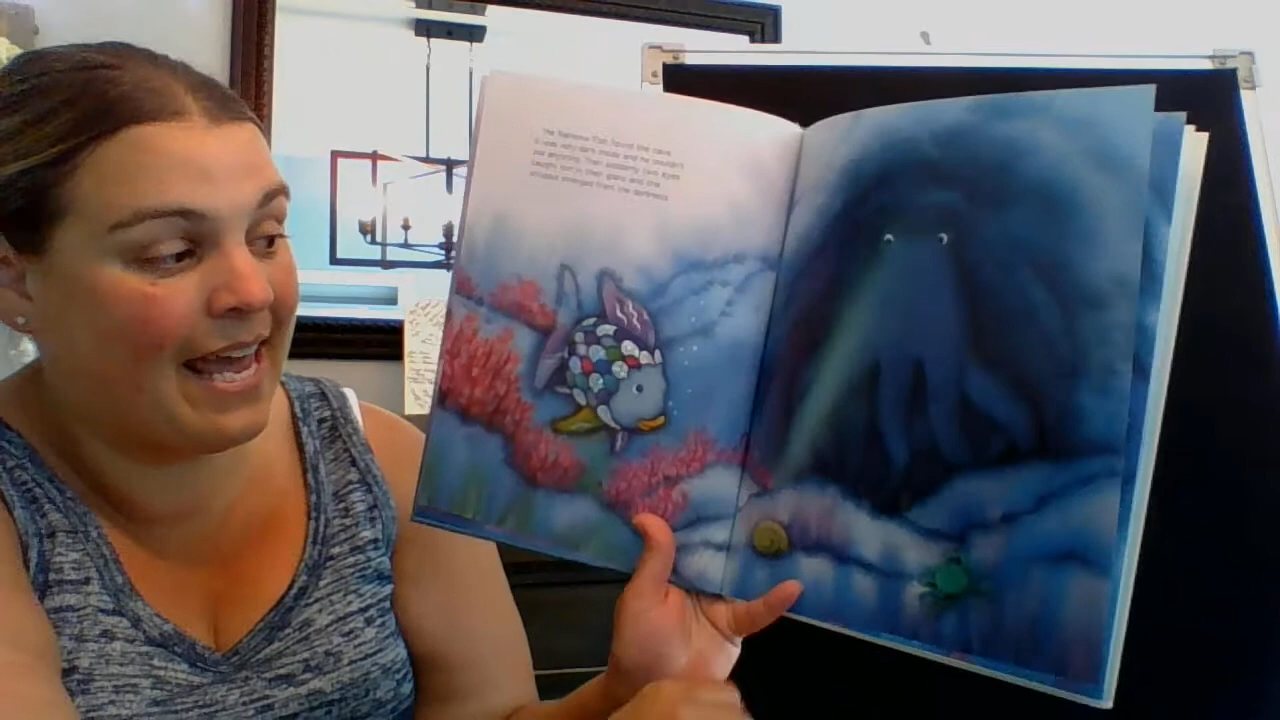 The Rainbow Fish found the cave.
It was very dark inside and he couldn't
see anything. Then suddenly two eyes
caught him in their glare and the
octopus emerged from the darkness.